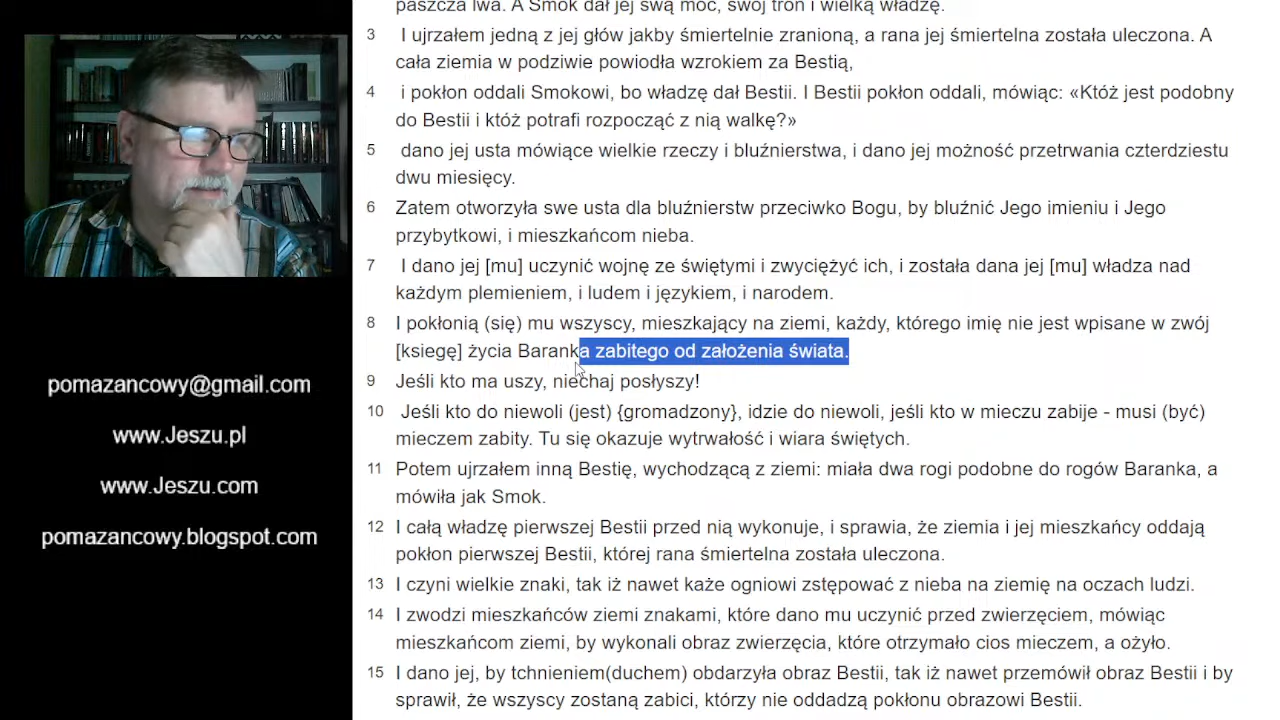 paszcza lwa. A Smok dał jej swą moc, swój tron i wielką władzę.
3 I ujrzałem jedną z jej głów jakby śmiertelnie zranioną, a rana jej śmiertelna została uleczona. A
cała ziemia w podziwie powiodła wzrokiem za Bestią,
4 i pokłon oddali Smokowi, bo władzę dał Bestii. I Bestii pokłon oddali, mówiąc: «Któż jest podobny
do Bestii i któż potrafi rozpocząć z nią walkę?»
5 dano jej usta mówiące wielkie rzeczy i bluźnierstwa, i dano jej możność przetrwania czterdziestu
dwu miesięcy.
6 Zatem otworzyła swe usta dla bluźnierstw przeciwko Bogu, by bluźnić Jego imieniu i Jego
przybytkowi, i mieszkańcom nieba.
7 I dano jej [mu] uczynić wojnę ze świętymi i zwyciężyć ich, i została dana jej [mu] władza nad
każdym plemieniem, i ludem i językiem, i narodem.
8 I pokłonią (się) mu wszyscy, mieszkający na ziemi, każdy, którego imię nie jest wpisane w zwój
[księgę] życia Baranka zabitego od założenia świata.
9 Jeśli kto ma uszy, niechaj posłyszy!
10 Jeśli kto do niewoli (jest) {gromadzony}, idzie do niewoli, jeśli kto w mieczu zabije - musi (być)
mieczem zabity. Tu się okazuje wytrwałość i wiara świętych.
11 Potem ujrzałem inną Bestię, wychodzącą z ziemi: miała dwa rogi podobne do rogów Baranka, a
mówiła jak Smok.
12 I całą władzę pierwszej Bestii przed nią wykonuje, i sprawia, że ziemia i jej mieszkańcy oddają
pokłon pierwszej Bestii, której rana śmiertelna została uleczona.
13 I czyni wielkie znaki, tak iż nawet każe ogniowi zstępować z nieba na ziemię na oczach ludzi.
14 I zwodzi mieszkańców ziemi znakami, które dano mu uczynić przed zwierzęciem, mówiąc
mieszkańcom ziemi, by wykonali obraz zwierzęcia, które otrzymało cios mieczem, a ożyło.
15 I dano jej, by tchnieniem(duchem) obdarzyła obraz Bestii, tak iż nawet przemówił obraz Bestii i by
sprawił, że wszyscy zostaną zabici, którzy nie oddadzą pokłonu obrazowi Bestii.
pomazancowy@gmail.com
www.Jeszu.pl
www.Jeszu.com
pomazancowy.blogspot.com